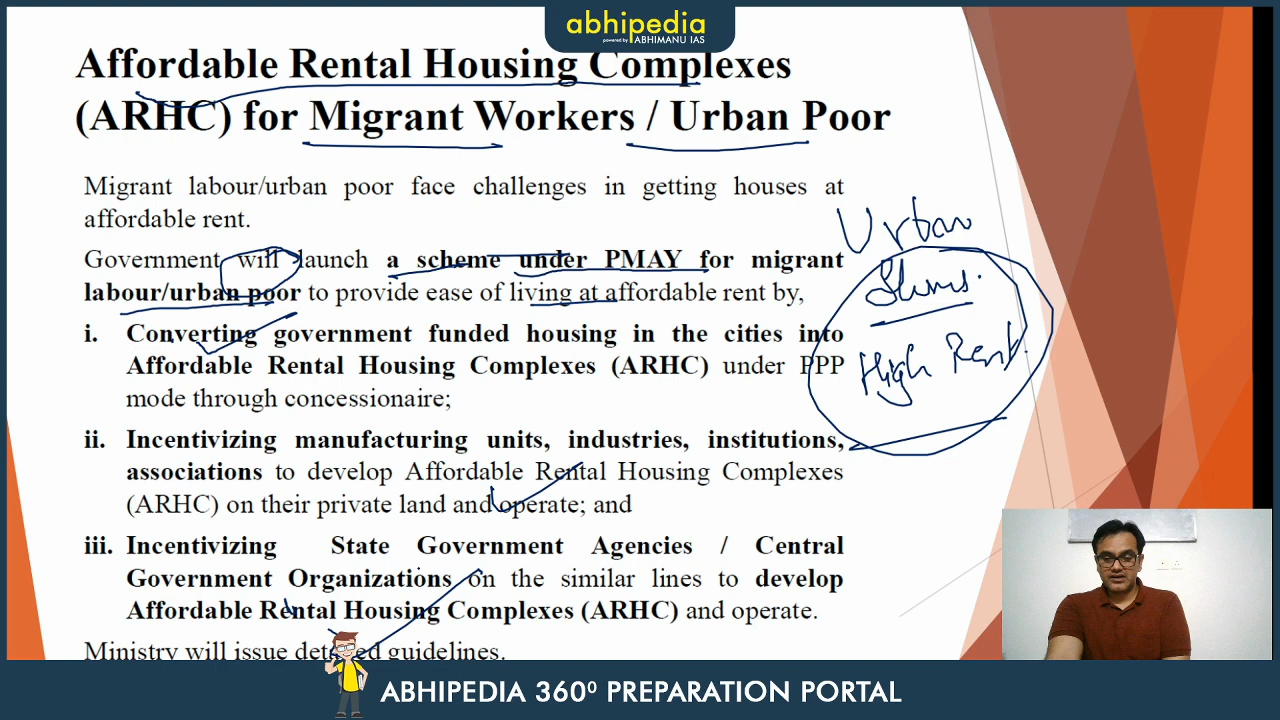 abhipedia
powered by ABHIMANU IAS
Affordable Rental Housing Complexes
(ARHC) for Migrant Workers / Urban Poor
Migrant labour/urban poor face challenges in getting houses at
affordable rent.
Government will launch a scheme under PMAY for migrant
labour/urban poor to provide ease of living at affordable rent by,
i. Converting government funded housing in the cities into
Affordable Rental Housing Complexes (ARHC) under PPP
mode through concessionaire;
ii. Incentivizing manufacturing units, industries, institutions,
associations to develop Affordable Rental Housing Complexes
(ARHC) on their private land and operate; and
iii. Incentivizing State Government Agencies / Central
Government Organizations on the similar lines to develop
Affordable Rental Housing Complexes (ARHC) and operate.
Ministry will issue detailed guidelines.
Urban
Slums
High Rent
ABHIPEDIA 360⁰ PREPARATION PORTAL